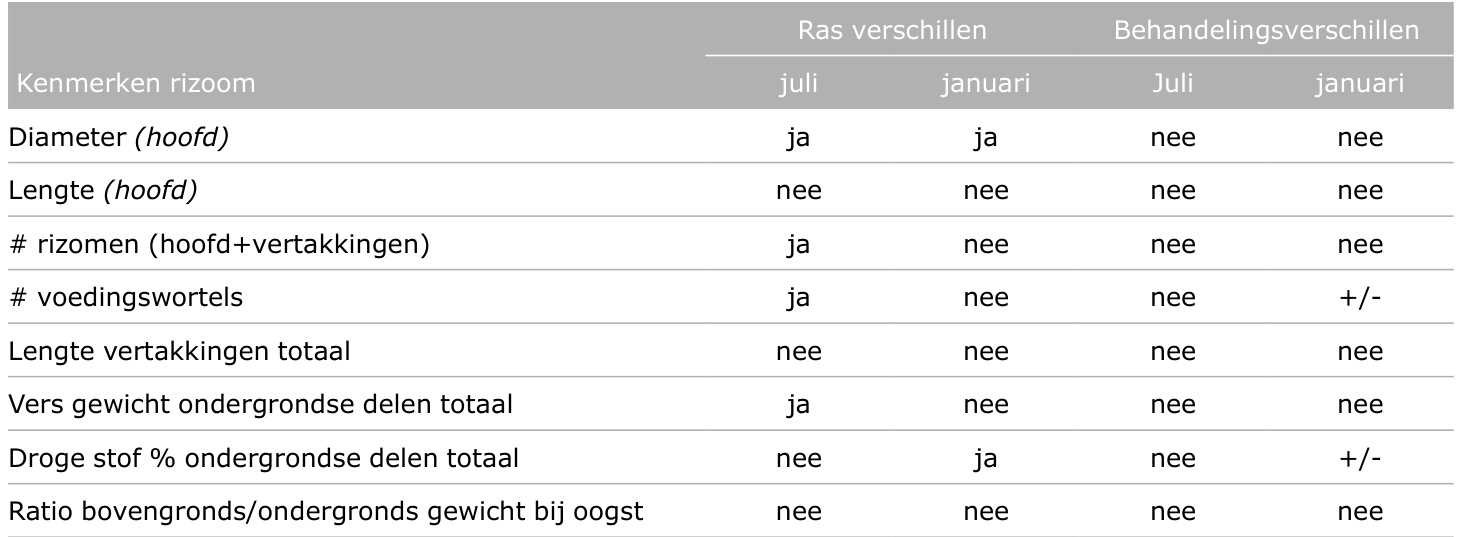 Ras verschillen Behandelingsverschillen
Kenmerken rizoom juli januari Juli januari
Diameter (hoofd) ja ja nee nee
Lengte (hoofd) nee nee nee nee
# rizomen (hoofd+vertakkingen) ja nee nee nee
# voedingswortels ja nee nee +/-
Lengte vertakkingen totaal nee nee nee nee
Vers gewicht ondergrondse delen totaal ja nee nee nee
Droge stof % ondergrondse delen totaal nee ja nee +/-
Ratio bovengronds/ondergronds gewicht bij oogst nee nee nee nee